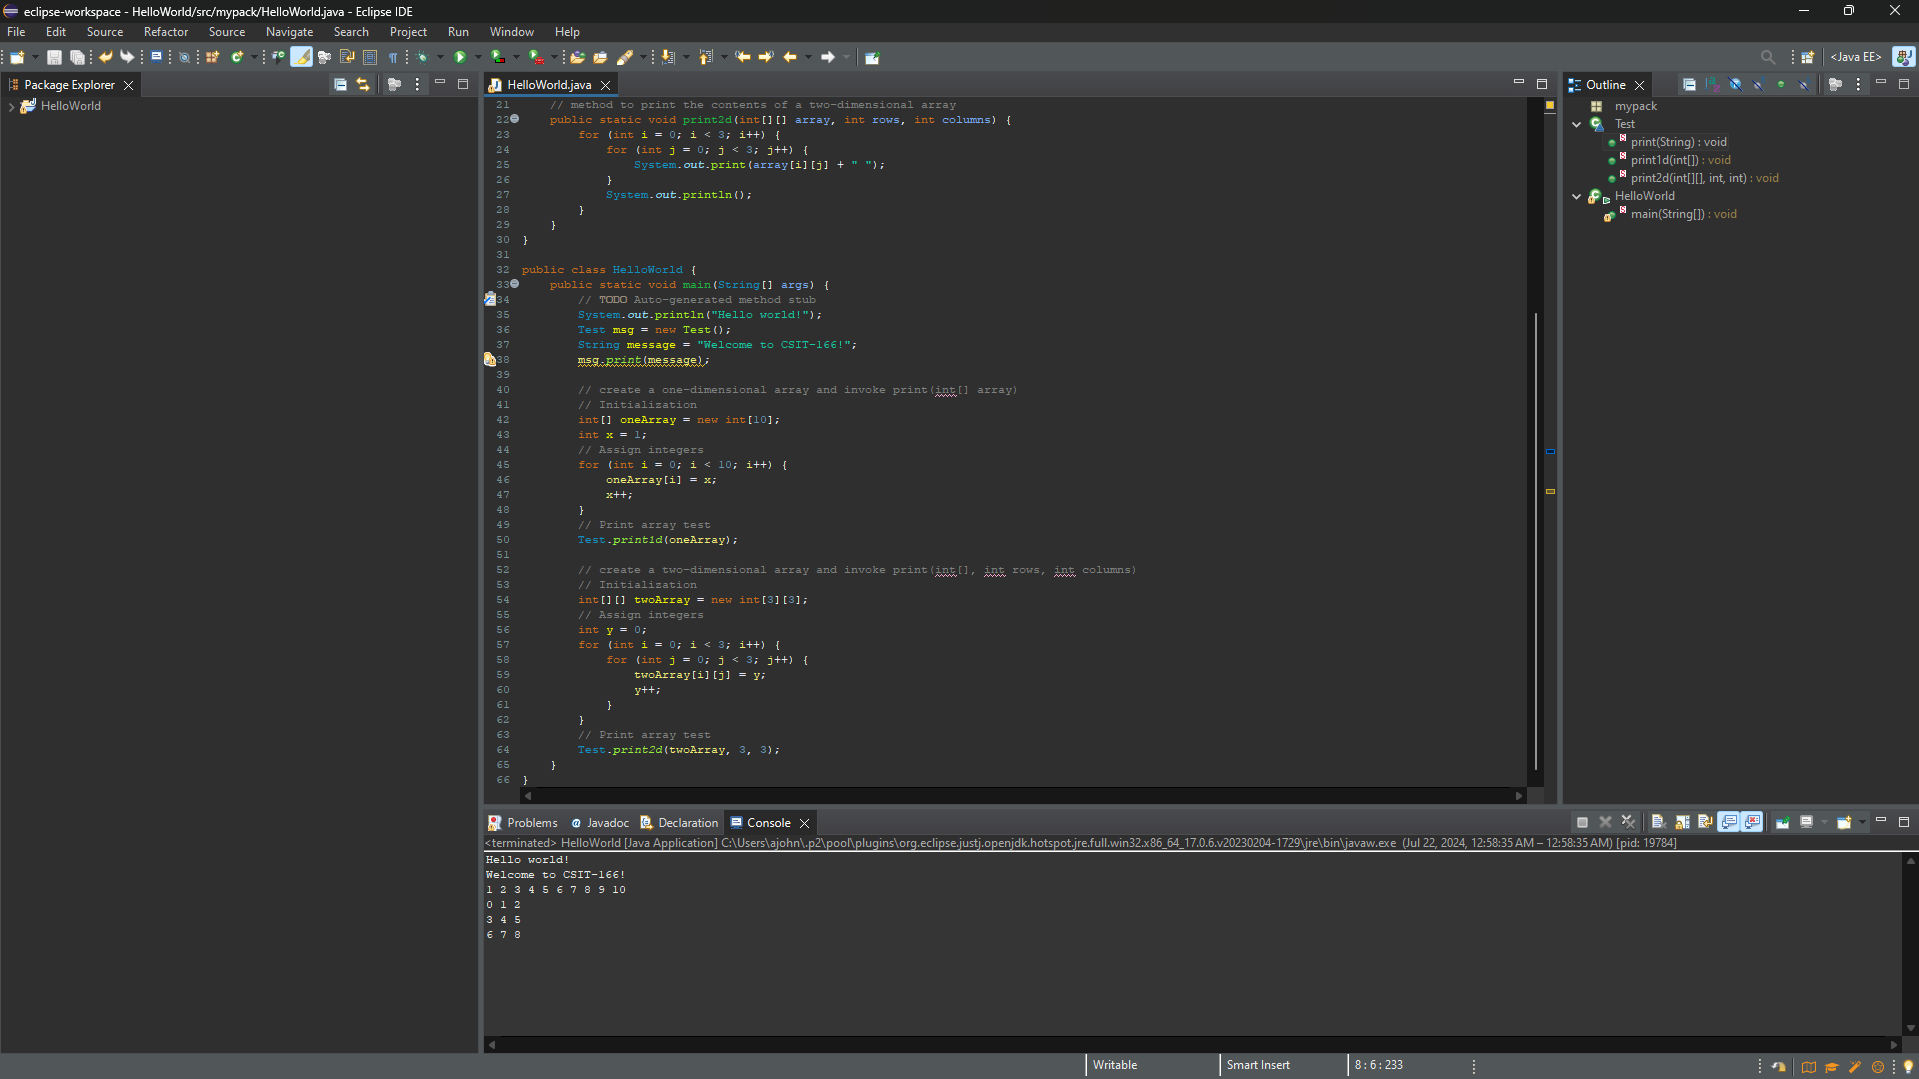 eclipse-workspace - HelloWorld/src/mypack/HelloWorld.java - Eclipse IDE
File Edit Source Refactor Source Navigate Search Project Run Window Help
<Java EE>
Package Explorer
HelloWorld
HelloWorld.java
21 // method to print the contents of a two-dimensional array
22 public static void print2d(int[][] array, int rows, int columns) {
23 for (int i = 0; i < 3; i++) {
24 for (int j = 0; j < 3; j++) {
25 System.out.print(array[i][j] + " ");
26 }
27 System.out.println();
28 }
29 }
30 }
31
32 public class HelloWorld {
33 public static void main(String[] args) {
34 // TODO Auto-generated method stub
35 System.out.println("Hello world!");
36 Test msg = new Test();
37 String message = "Welcome to CSIT-166!";
38 msg.print(message);
39
40 // create a one-dimensional array and invoke print(int[] array)
41 // Initialization
42 int[] oneArray = new int[10];
43 int x = 1;
44 // Assign integers
45 for (int i = 0; i < 10; i++) {
46 oneArray[i] = x;
47 x++;
48 }
49 // Print array test
50 Test.print1d(oneArray);
51
52 // create a two-dimensional array and invoke print(int[], int rows, int columns)
53 // Initialization
54 int[][] twoArray = new int[3][3];
55 // Assign integers
56 int y = 0;
57 for (int i = 0; i < 3; i++) {
58 for (int j = 0; j < 3; j++) {
59 twoArray[i][j] = y;
60 y++;
61 }
62 }
63 // Print array test
64 Test.print2d(twoArray, 3, 3);
65 }
66 }
Outline
mypack
Test
print(String) : void
print1d(int[]) : void
print2d(int[][], int, int) : void
HelloWorld
main(String[]) : void
Problems Javadoc Declaration Console
<terminated> HelloWorld [Java Application] C:\Users\ajohn\.p2\pool\plugins\org.eclipse.justj.openjdk.hotspot.jre.full.win32.x86_64_17.0.6.v20230204-1729\jre\bin\javaw.exe (Jul 22, 2024, 12:58:35 AM – 12:58:35 AM) [pid: 19784]
Hello world!
Welcome to CSIT-166!
1 2 3 4 5 6 7 8 9 10
0 1 2
3 4 5
6 7 8
Writable Smart Insert 8 : 6 : 233